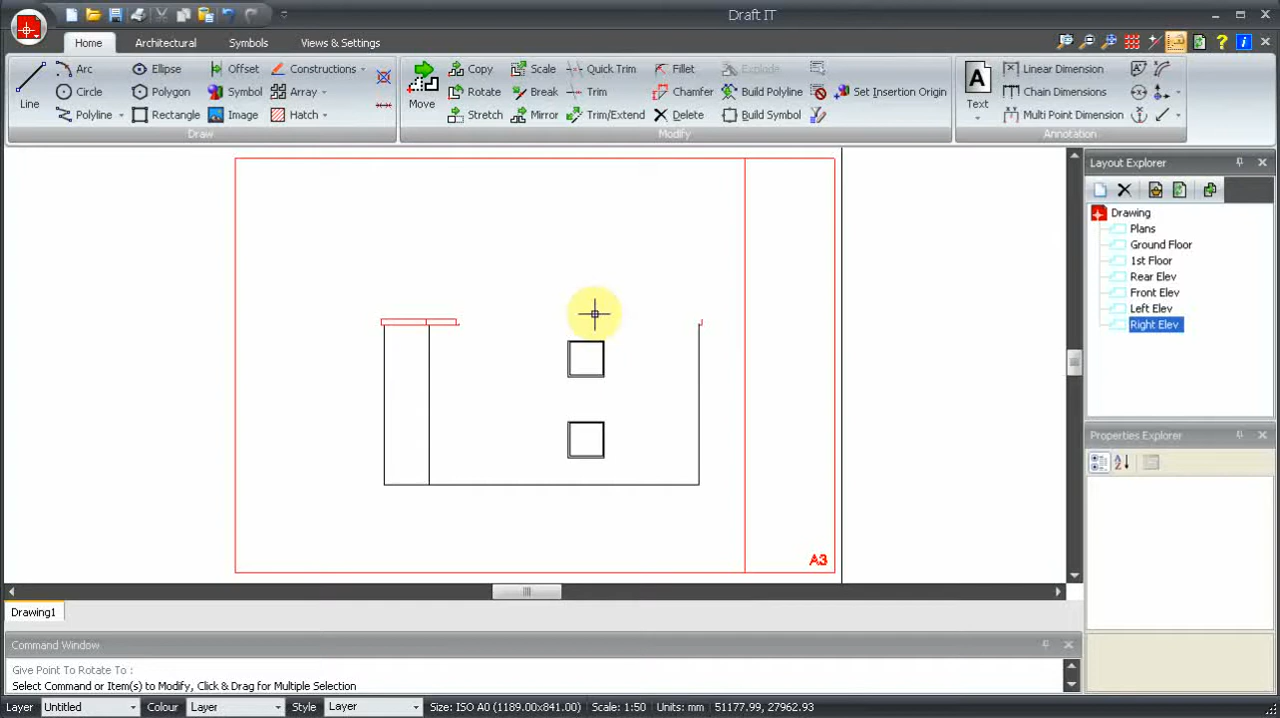 Draft IT
Home Architectural Symbols Views & Settings
Line
Arc Ellipse Offset Constructions
Circle Polygon Symbol Array
Polyline Rectangle Image Hatch
Draw
Move
Copy Scale Quick Trim Fillet Explode
Rotate Break Trim Chamfer Build Polyline Set Insertion Origin
Stretch Mirror Trim/Extend Delete Build Symbol
Modify
A
Text
Linear Dimension
Chain Dimensions
Multi Point Dimension
Annotation
Layout Explorer
Drawing
Plans
Ground Floor
1st Floor
Rear Elev
Front Elev
Left Elev
Right Elev
Properties Explorer
A3
Drawing1
Command Window
Give Point To Rotate To :
Select Command or Item(s) to Modify, Click & Drag for Multiple Selection
Layer Untitled Colour Layer Style Layer Size: ISO A0 (1189.00x841.00) Scale: 1:50 Units: mm 51177.99, 27962.93